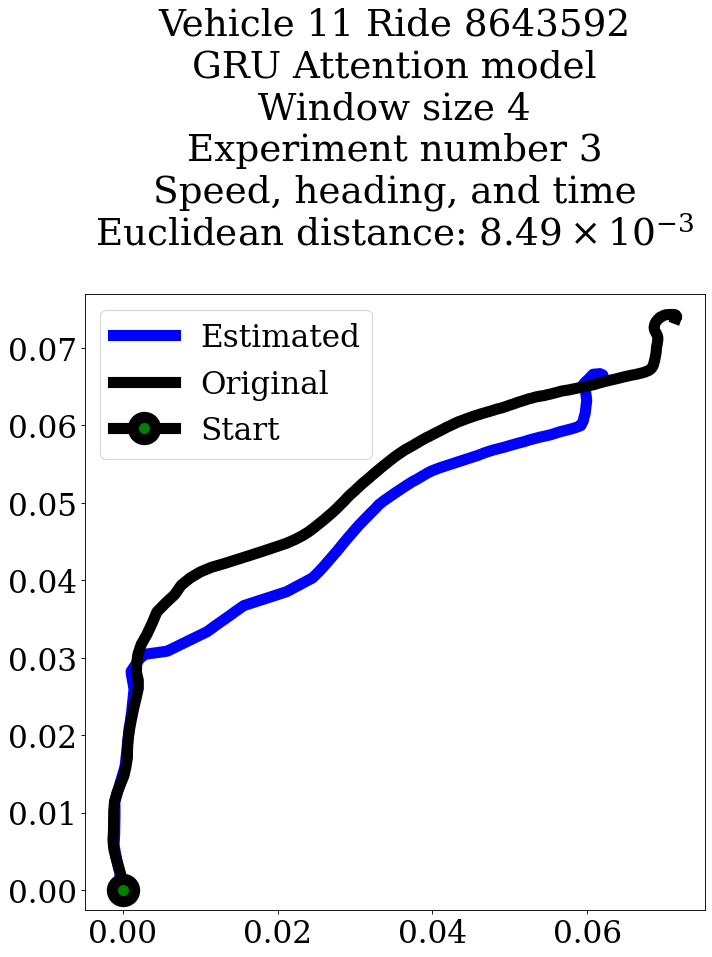 Vehicle 11 Ride 8643592
GRU Attention model
Window size 4
Experiment number 3
Speed, heading, and time
Euclidean distance: 8.49 × 10⁻³
Estimated
Original
Start
0.07
0.06
0.05
0.04
0.03
0.02
0.01
0.00
0.00 0.02 0.04 0.06